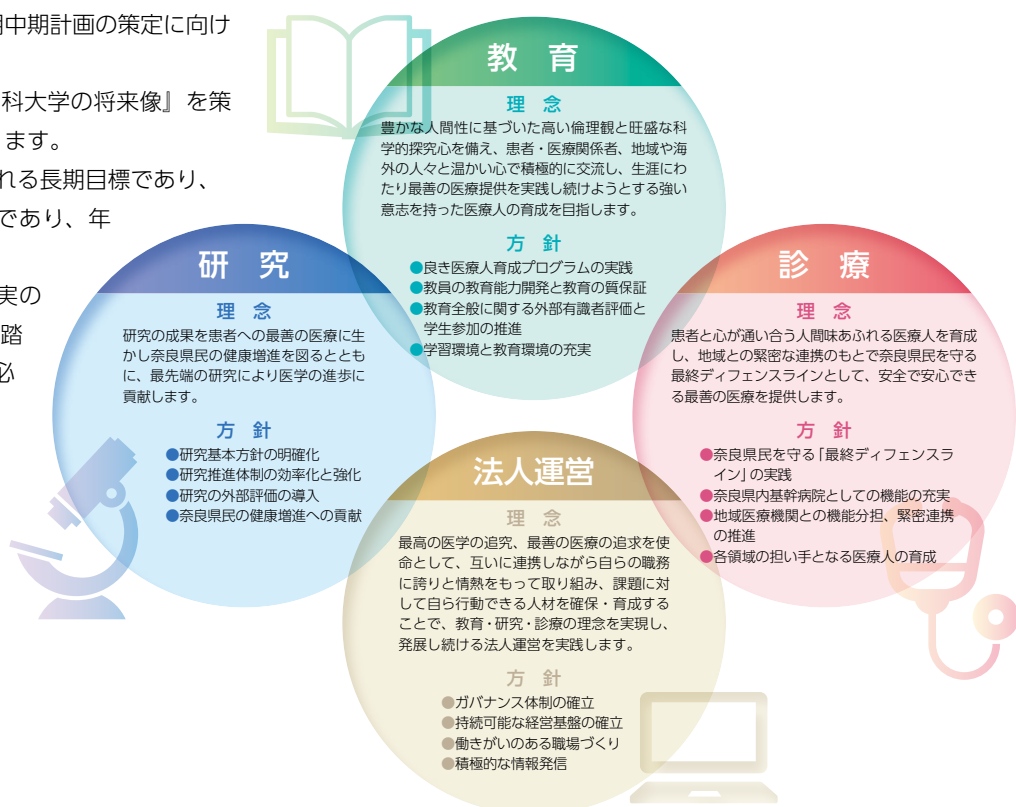 期中期計画の策定に向け
科大学の将来像』を策
ます。
れる長期目標であり、
であり、年
実の
踏
必
教 育
理 念
豊かな人間性に基づいた高い倫理観と旺盛な科
学的探究心を備え、患者・医療関係者、地域や海
外の人々と温かい心で積極的に交流し、生涯にわ
たり最善の医療提供を実践し続けようとする強い
意志を持った医療人の育成を目指します。
方 針
●良き医療人育成プログラムの実践
●教員の教育能力開発と教育の質保証
●教育全般に関する外部有識者評価と
学生参加の推進
●学習環境と教育環境の充実
研 究
理 念
研究の成果を患者への最善の医療に生
かし奈良県民の健康増進を図るととも
に、最先端の研究により医学の進歩に
貢献します。
方 針
●研究基本方針の明確化
●研究推進体制の効率化と強化
●研究の外部評価の導入
●奈良県民の健康増進への貢献
診 療
理 念
患者と心が通い合う人間味あふれる医療人を育成
し、地域との緊密な連携のもとで奈良県民を守る
最終ディフェンスラインとして、安全で安心でき
る最善の医療を提供します。
方 針
●奈良県民を守る「最終ディフェンスラ
イン」の実践
●奈良県内基幹病院としての機能の充実
●地域医療機関との機能分担、緊密連携
の推進
●各領域の担い手となる医療人の育成
法人運営
理 念
最高の医学の追究、最善の医療の追求を使
命として、互いに連携しながら自らの職務
に誇りと情熱をもって取り組み、課題に対
して自ら行動できる人材を確保・育成する
ことで、教育・研究・診療の理念を実現し、
発展し続ける法人運営を実践します。
方 針
●ガバナンス体制の確立
●持続可能な経営基盤の確立
●働きがいのある職場づくり
●積極的な情報発信